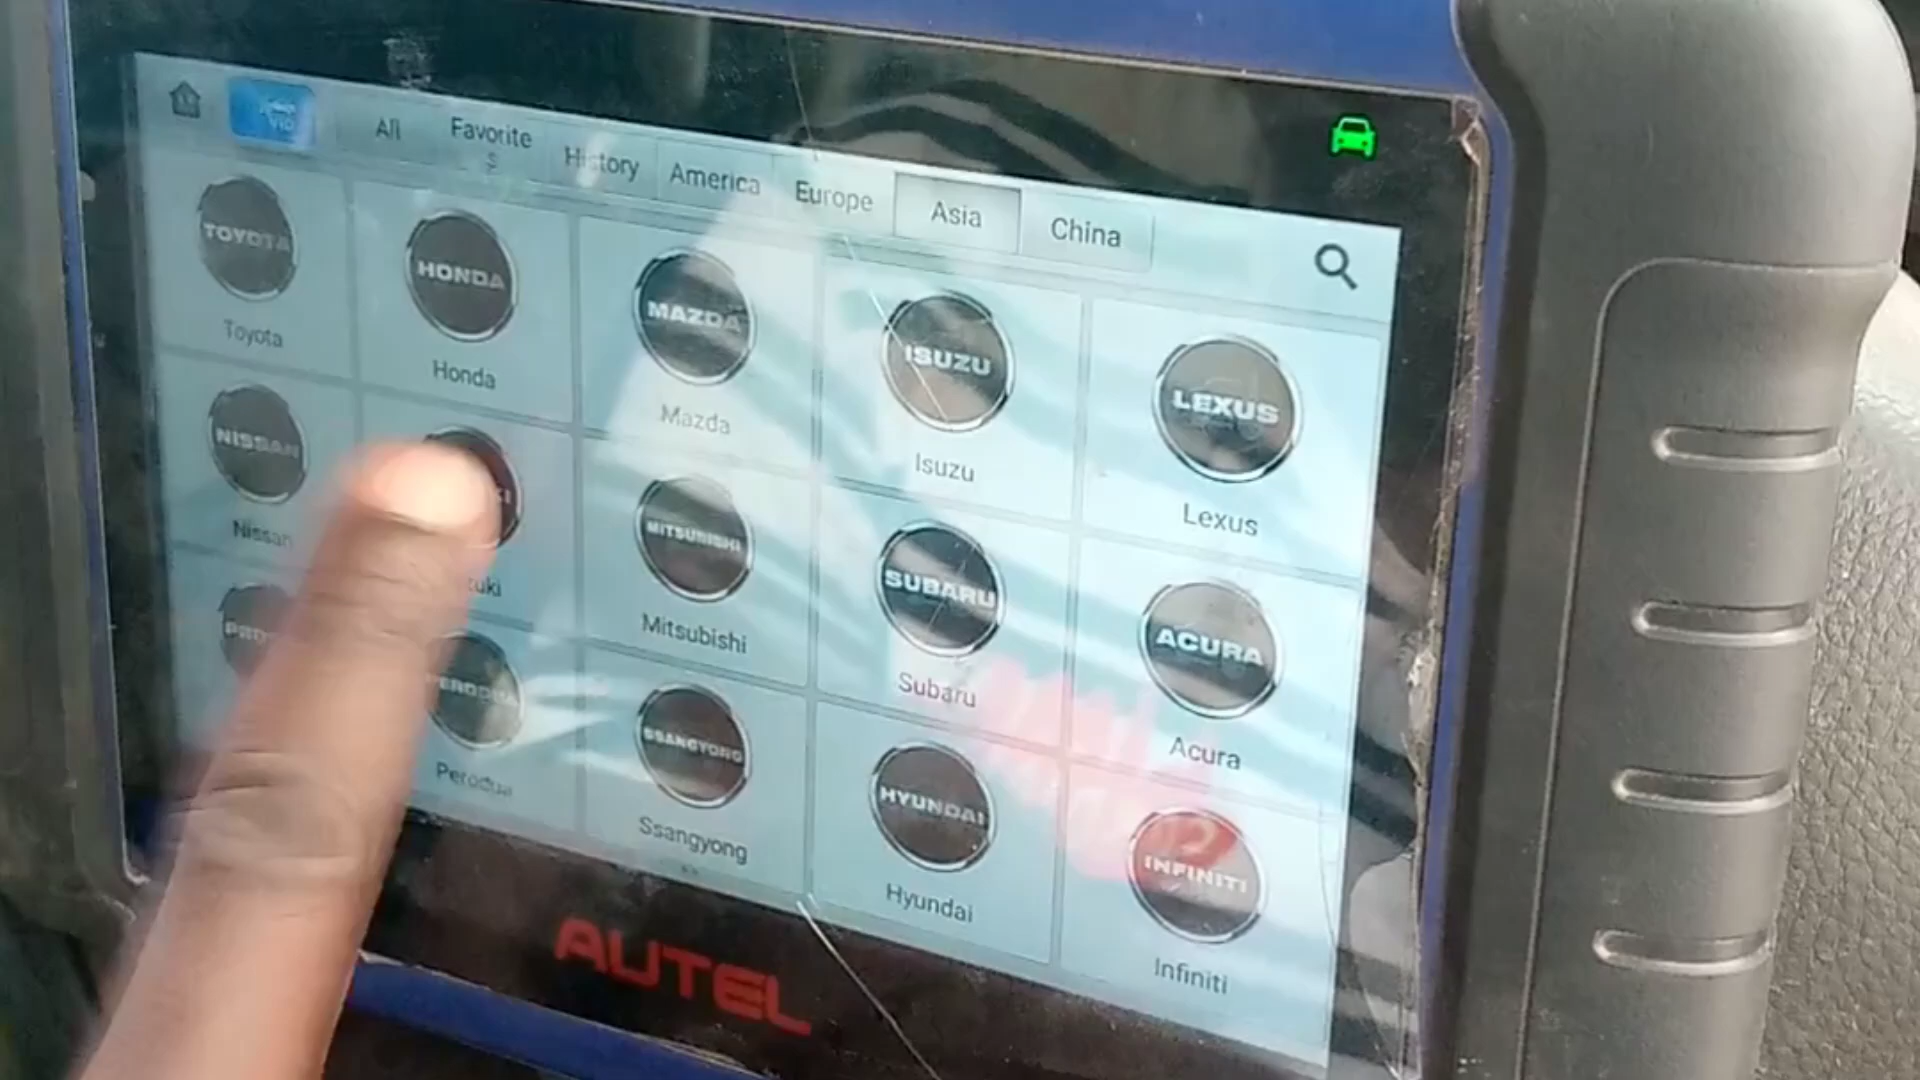 All
Favorite
s
History
America
Europe
Asia
China
TOYOTA
HONDA
MAZDA
ISUZU
LEXUS
Toyota
Honda
Mazda
Isuzu
Lexus
NISSAN
MITSUBISHI
SUBARU
ACURA
Nissan
Mitsubishi
Subaru
Acura
PERODUA
SSANGYONG
HYUNDAI
INFINITI
Perodua
Ssangyong
Hyundai
Infiniti
AUTEL